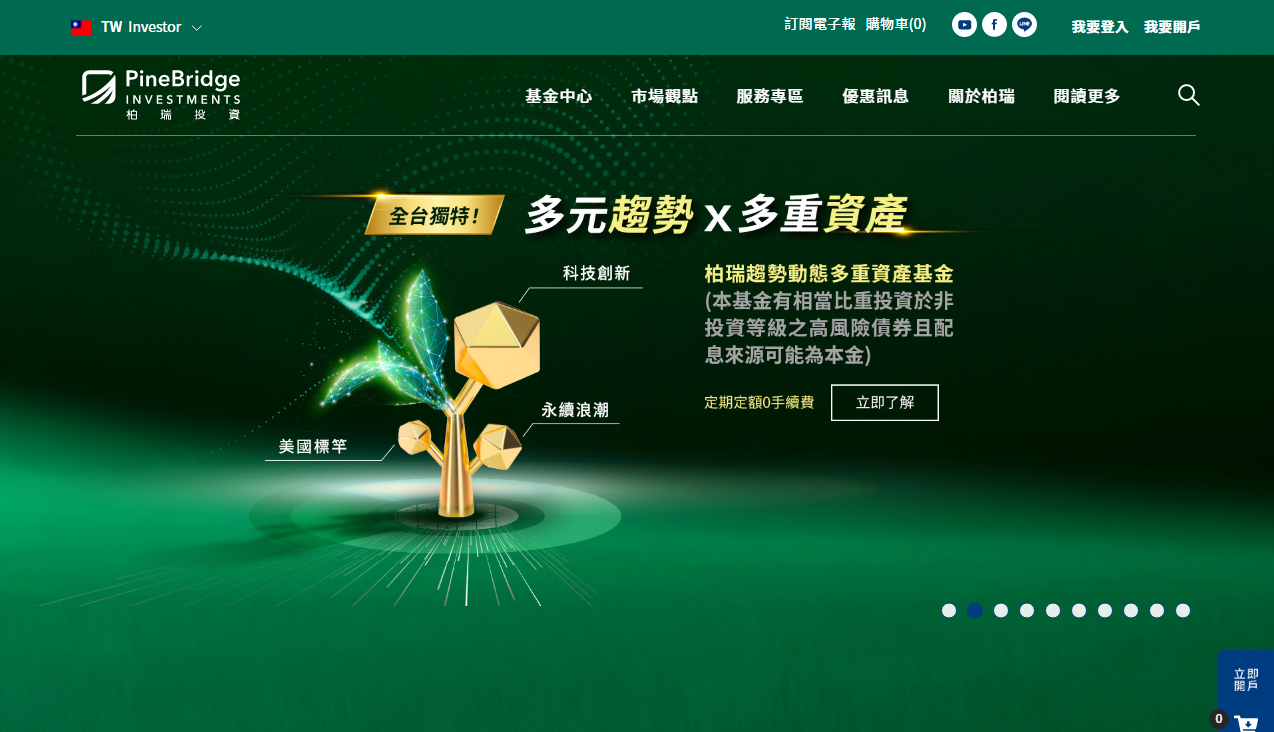 TW Investor
訂閱電子報 購物車(0)
LINE
我要登入 我要開戶
PineBridge
INVESTMENTS
柏瑞投資
基金中心 市場觀點 服務專區 優惠訊息 關於柏瑞 閱讀更多
全台獨特!
多元趨勢 x 多重資產
科技創新
永續浪潮
美國標竿
柏瑞趨勢動態多重資產基金
(本基金有相當比重投資於非
投資等級之高風險債券且配
息來源可能為本金)
定期定額0手續費 立即了解
立即
開戶
0